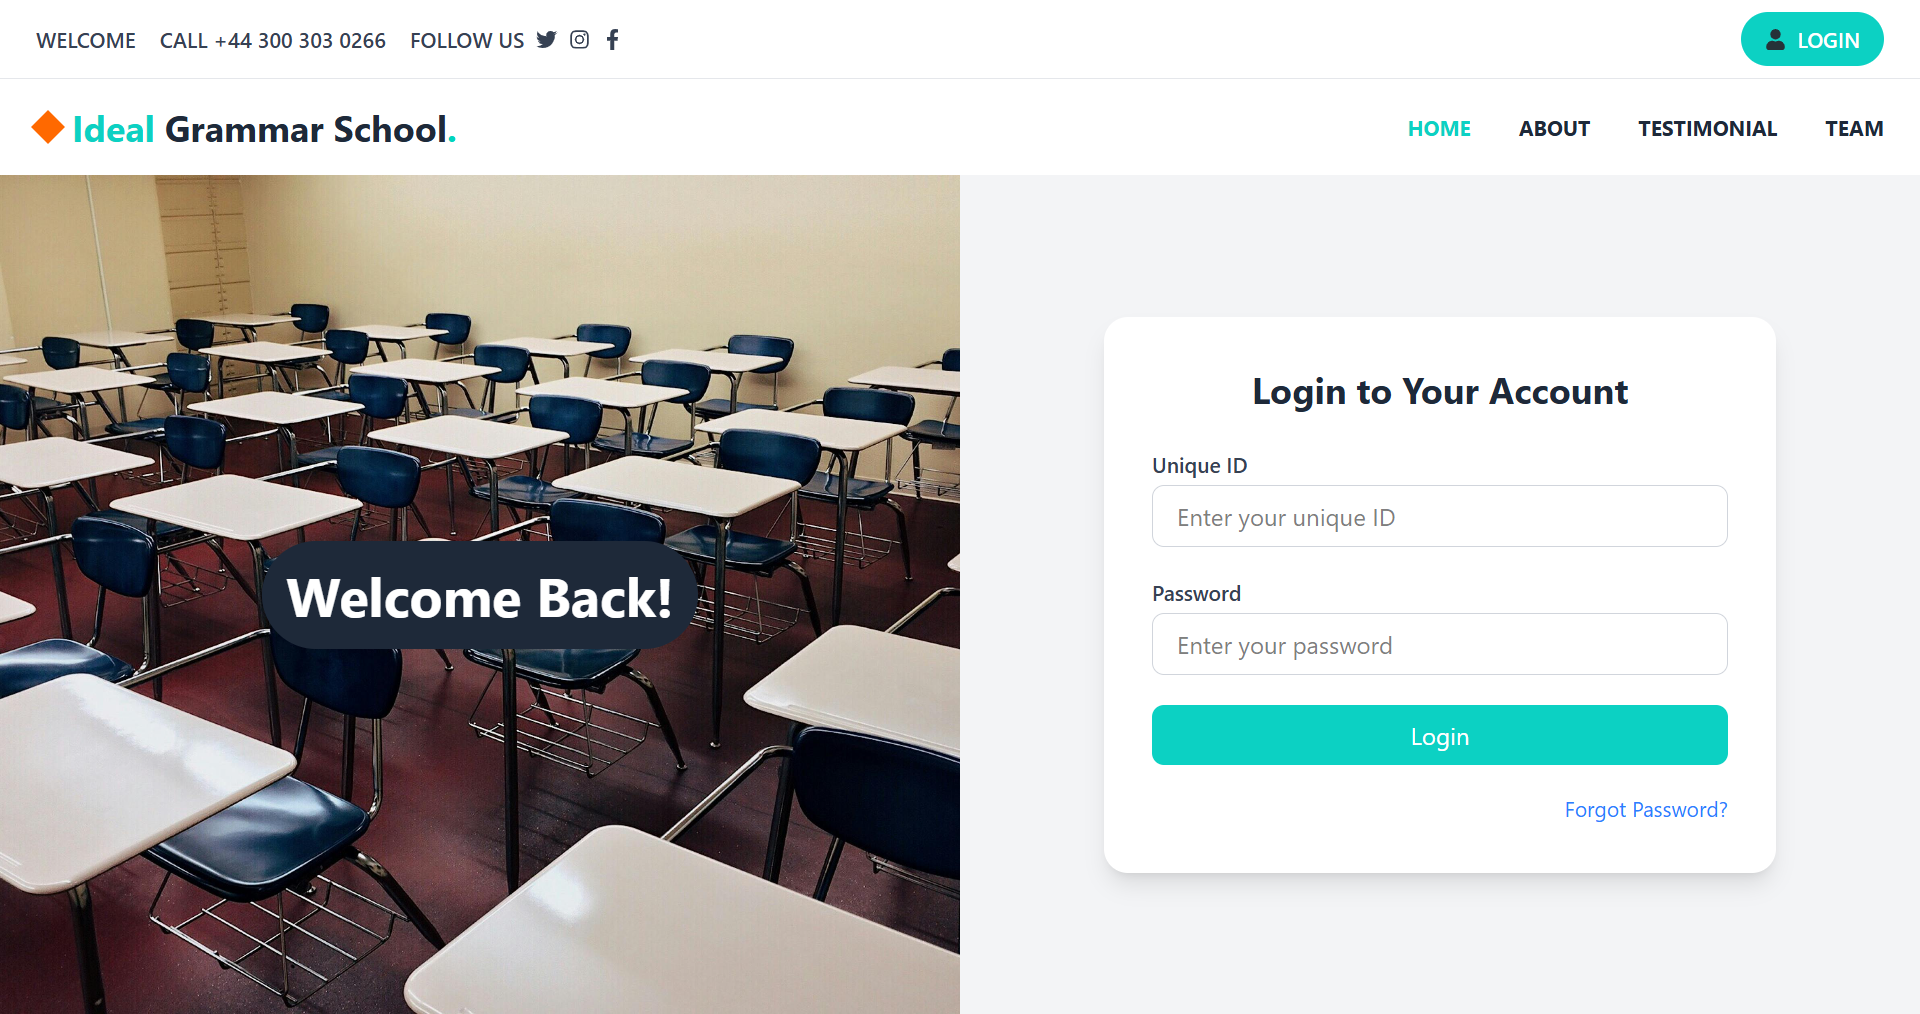 WELCOME CALL +44 300 303 0266 FOLLOW US
LOGIN
Ideal Grammar School.
HOME ABOUT TESTIMONIAL TEAM
Welcome Back!
Login to Your Account
Unique ID
Enter your unique ID
Password
Enter your password
Login
Forgot Password?